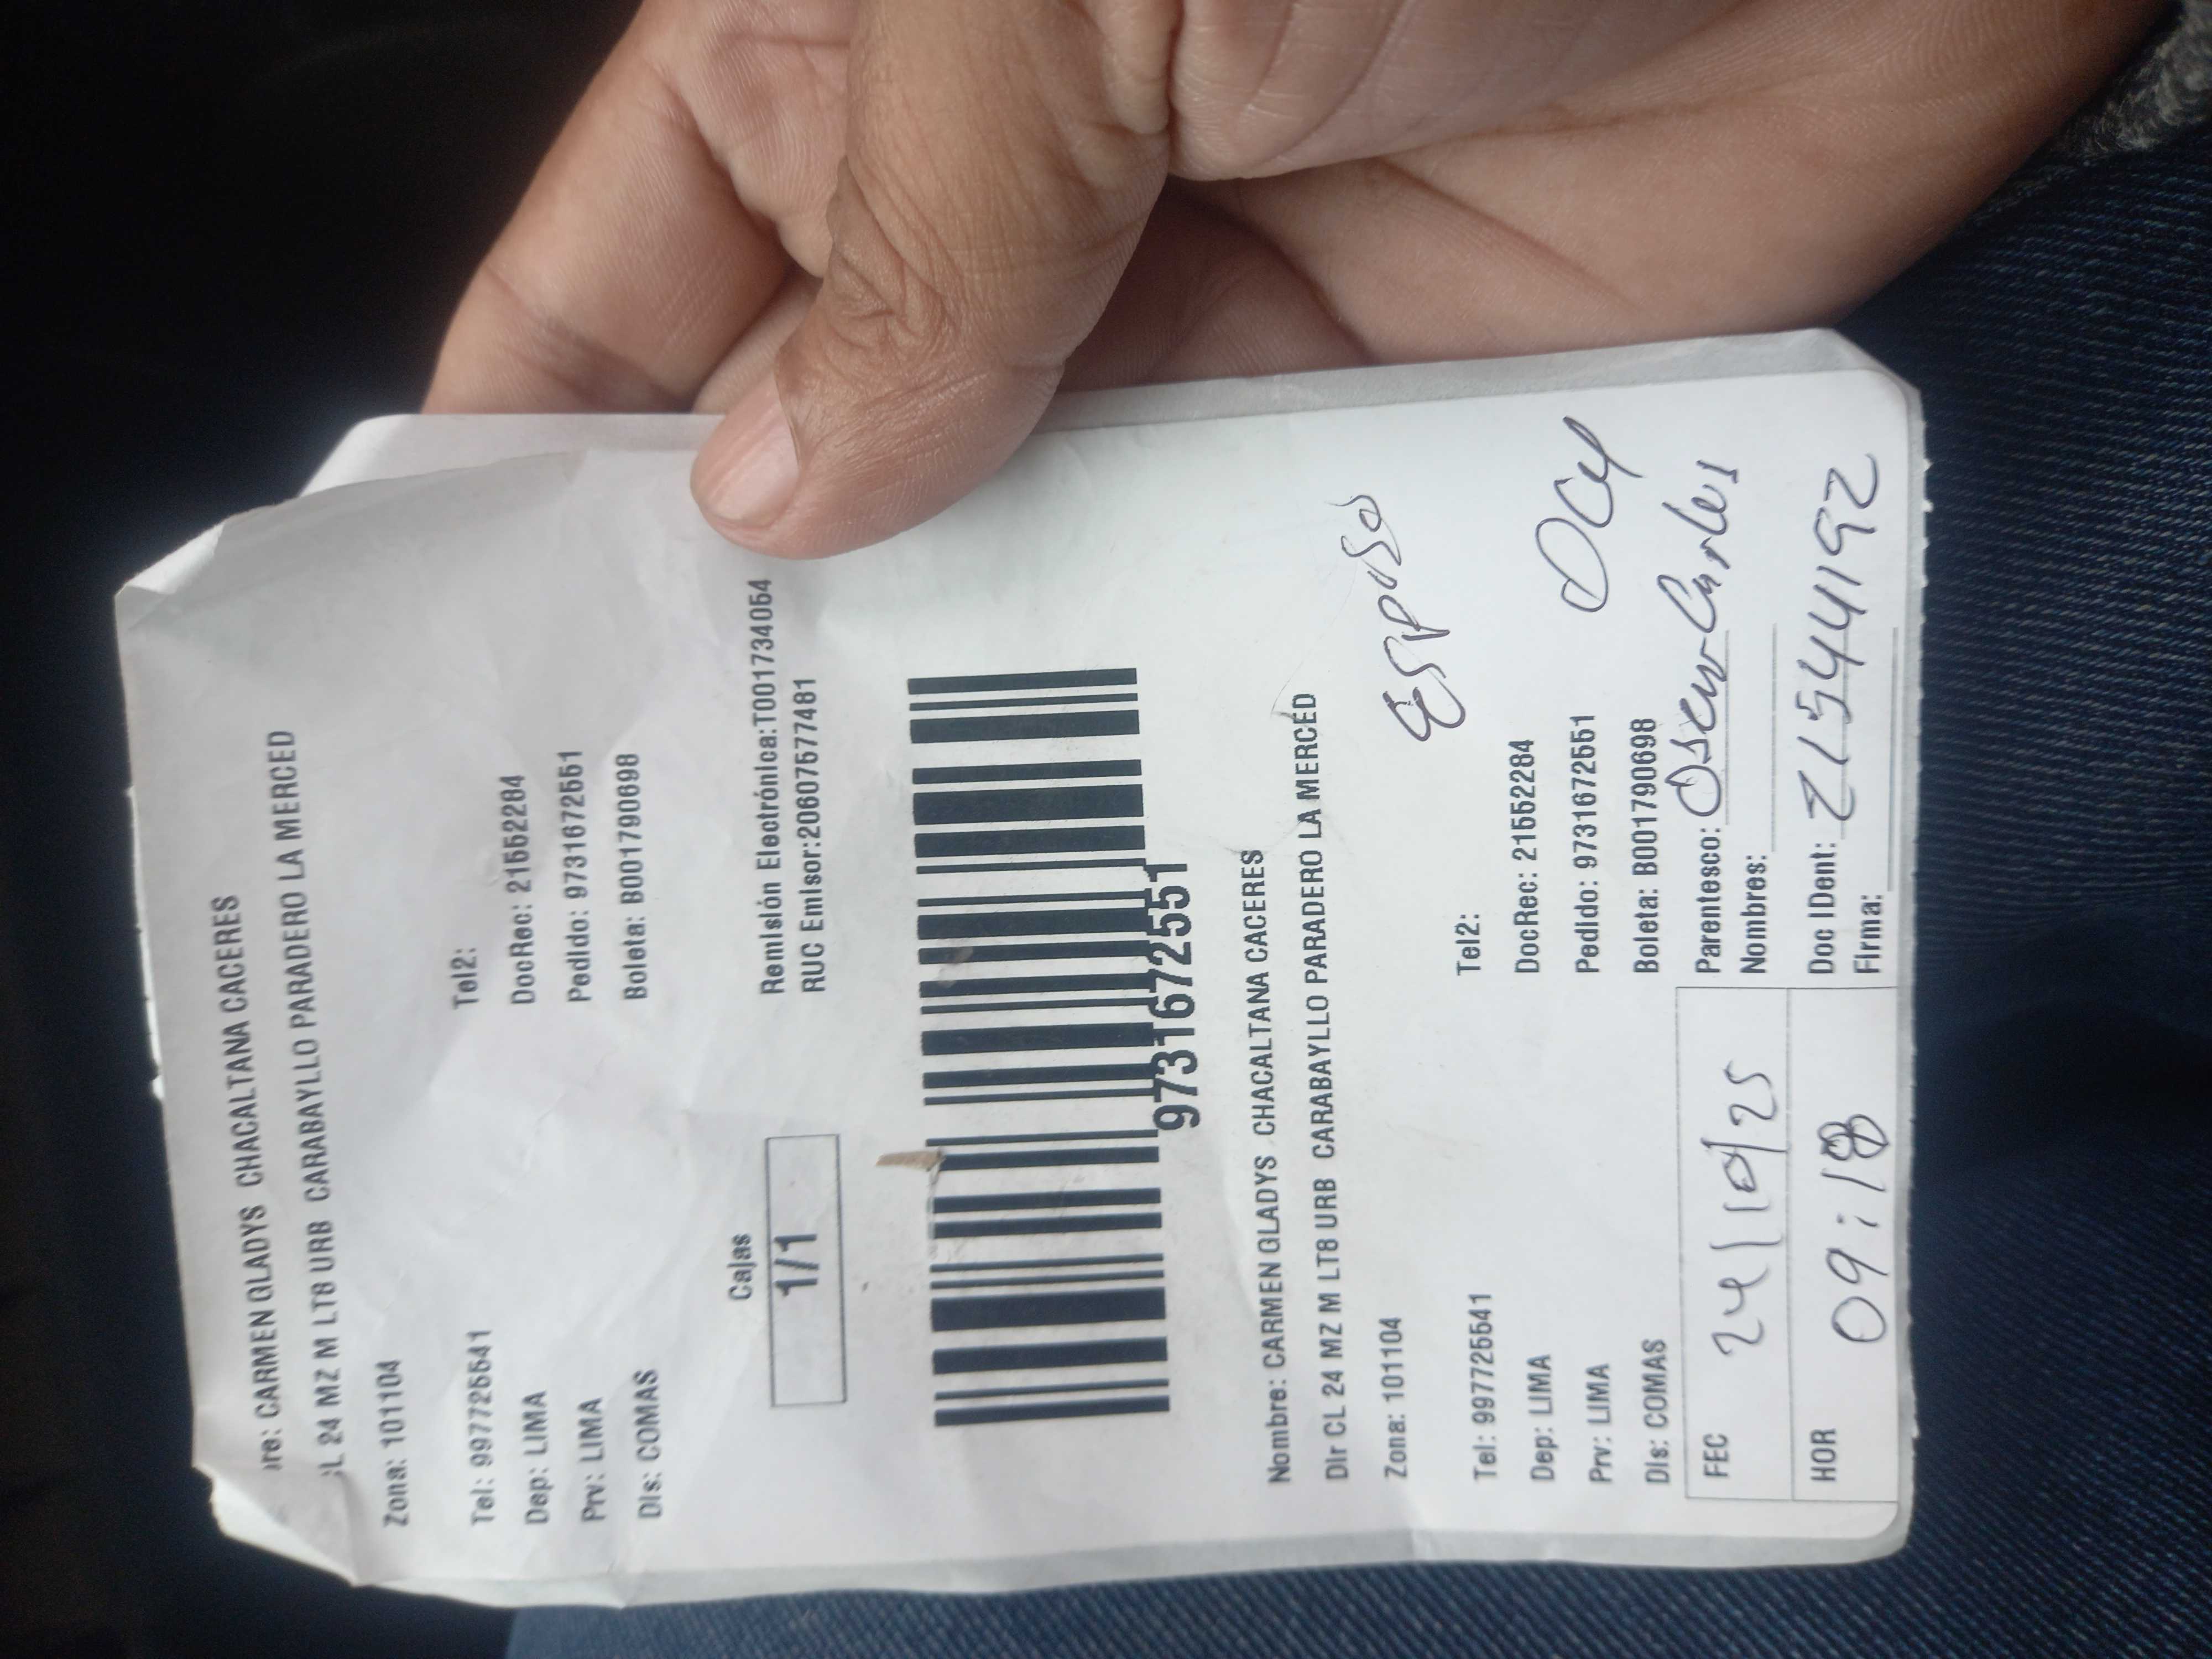 re: CARMEN GLADYS CHACALTANA CACERES
L 24 MZ M LT8 URB CARABAYLLO PARADERO LA MERCED
Zona: 101104
Tel: 997725541 Tel2:
Dep: LIMA DocRec: 21552284
Prv: LIMA Pedido: 9731672551
Dis: COMAS Boleta: B001790698
Cajas Remisión Electrónica:T001734054
1/1 RUC Emisor:20607577481
9731672551
Nombre: CARMEN GLADYS CHACALTANA CACERES
Dir CL 24 MZ M LT8 URB CARABAYLLO PARADERO LA MERCED
Zona: 101104 Esposo
Tel: 997725541 Tel2:
Dep: LIMA DocRec: 21552284
Prv: LIMA Pedido: 9731672551
Dis: COMAS Boleta: B001790698
FEC 24/10/25 Parentesco: Carlos
Nombres:
HOR 09:18 Doc IDent: 21544192
Firma: